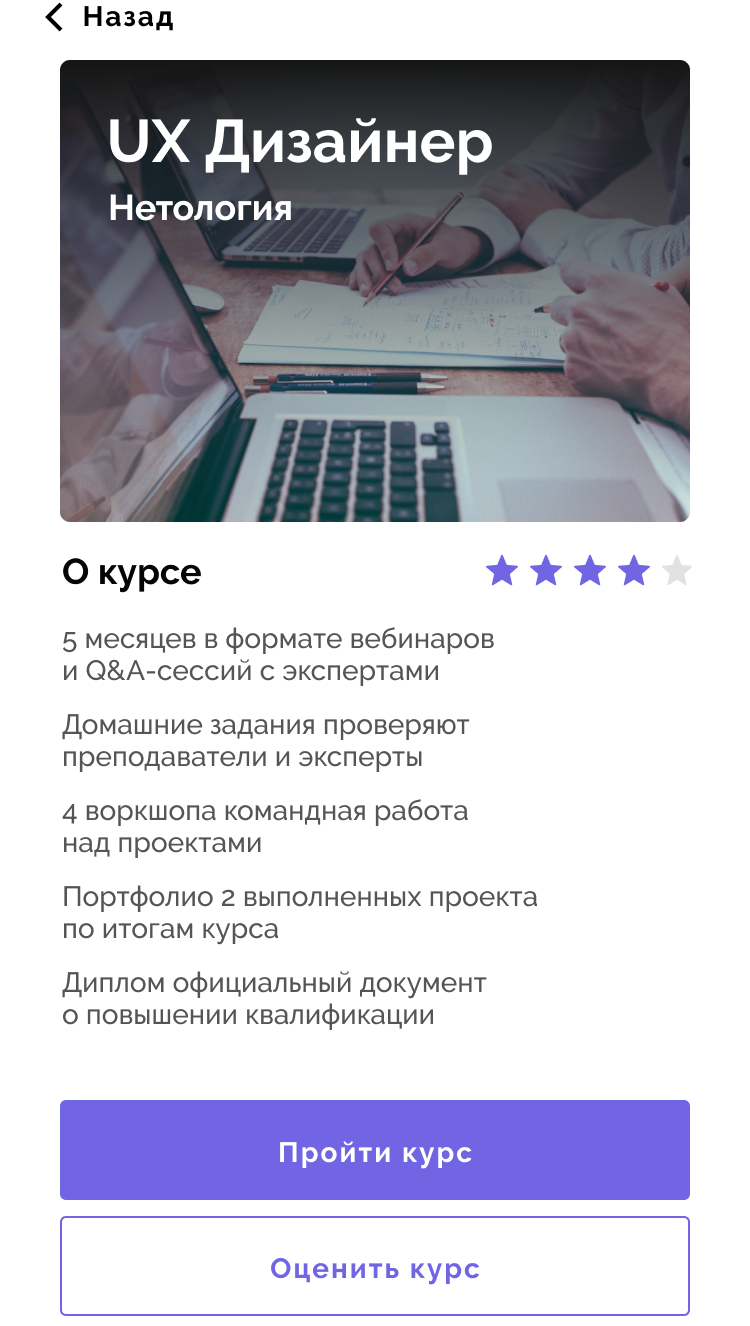 Назад
UX Дизайнер
Нетология
О курсе
5 месяцев в формате вебинаров
и Q&A-сессий с экспертами
Домашние задания проверяют
преподаватели и эксперты
4 воркшопа командная работа
над проектами
Портфолио 2 выполненных проекта
по итогам курса
Диплом официальный документ
о повышении квалификации
Пройти курс
Оценить курс